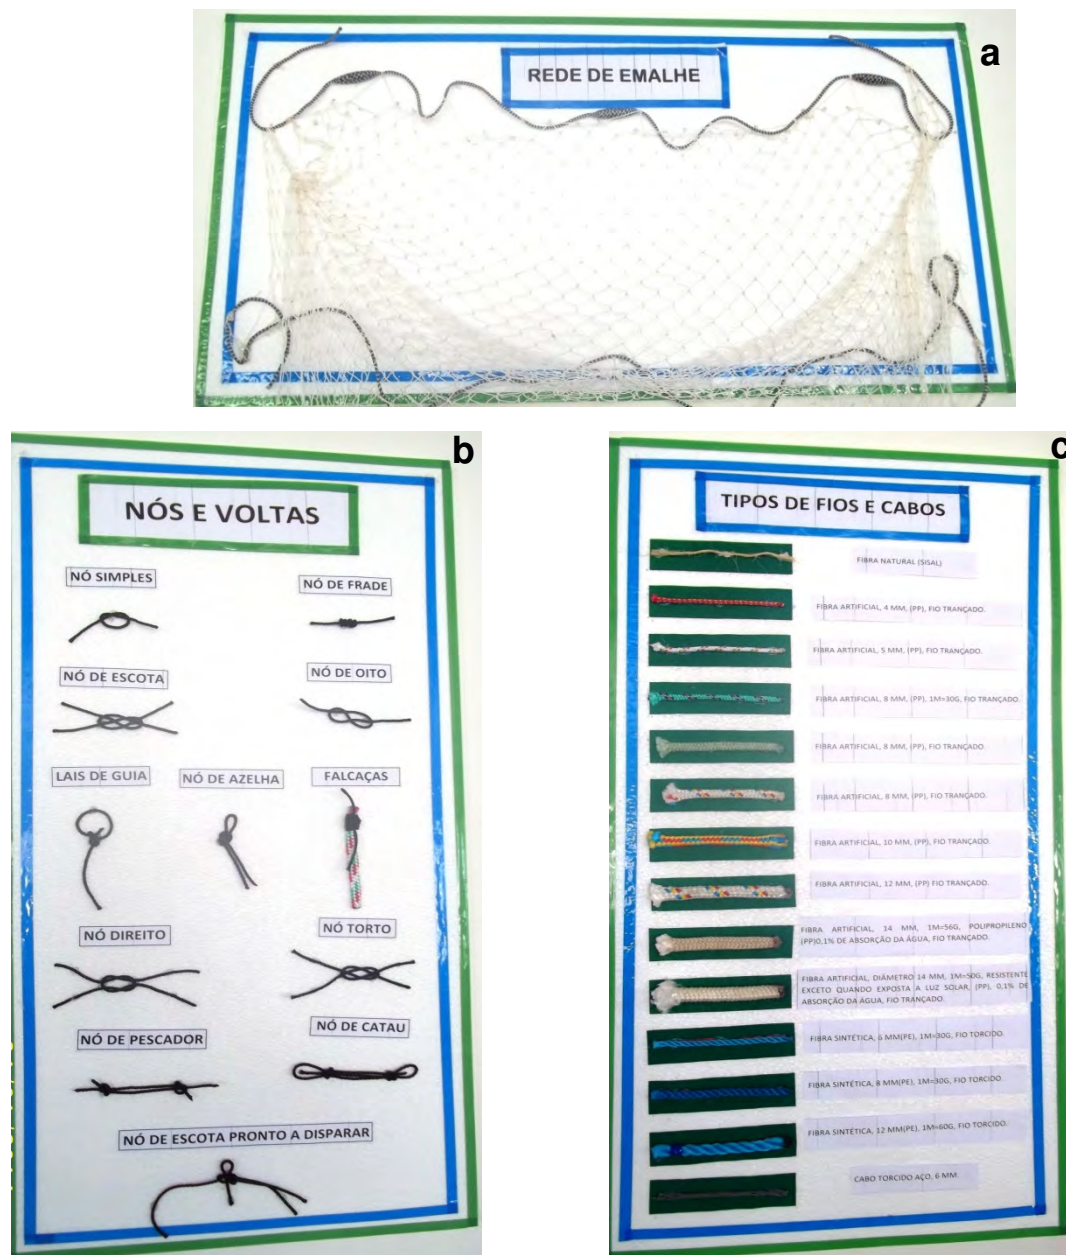 a
REDE DE EMALHE
b
NÓS E VOLTAS
NÓ SIMPLES
NÓ DE FRADE
NÓ DE ESCOTA
NÓ DE OITO
LAIS DE GUIA
NÓ DE AZELHA
FALCAÇAS
NÓ DIREITO
NÓ TORTO
NÓ DE PESCADOR
NÓ DE CATAU
NÓ DE ESCOTA PRONTO A DISPARAR
c
TIPOS DE FIOS E CABOS
FIBRA NATURAL (SISAL)
FIBRA ARTIFICIAL, 4 MM, (PP), FIO TRANÇADO.
FIBRA ARTIFICIAL, 5 MM, (PP), FIO TRANÇADO.
FIBRA ARTIFICIAL, 8 MM, (PP), 1M=30G, FIO TRANÇADO.
FIBRA ARTIFICIAL, 8 MM, (PP), FIO TRANÇADO.
FIBRA ARTIFICIAL, 8 MM, (PP), FIO TRANÇADO.
FIBRA ARTIFICIAL, 10 MM, (PP), FIO TRANÇADO.
FIBRA ARTIFICIAL, 12 MM, (PP) FIO TRANÇADO.
FIBRA ARTIFICIAL, 14 MM, 1M=56G, POLIPROPILENO
(PP)0,1% DE ABSORÇÃO DA ÁGUA, FIO TRANÇADO.
FIBRA ARTIFICIAL, DIÂMETRO 14 MM, 1M=50G, RESISTENTE
EXCETO QUANDO EXPOSTA A LUZ SOLAR, (PP), 0,1% DE
ABSORÇÃO DA ÁGUA, FIO TRANÇADO.
FIBRA SINTÉTICA, 6 MM(PE), 1M=30G, FIO TORCIDO.
FIBRA SINTÉTICA, 8 MM(PE), 1M=30G, FIO TORCIDO.
FIBRA SINTÉTICA, 12 MM(PE), 1M=60G, FIO TORCIDO.
CABO TORCIDO AÇO, 6 MM.